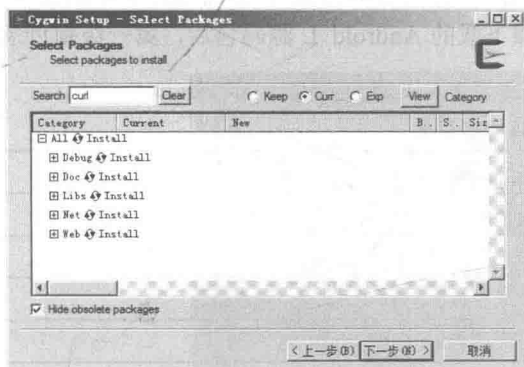 Cygwin Setup - Select Packages
Select Packages
Select packages to install
Search curl Clear Keep Curr Exp View Category
Category Current New B.. S.. Siz
All Install
Debug Install
Doc Install
Libs Install
Net Install
Web Install
Hide obsolete packages
<上一步(B) 下一步(N)> 取消